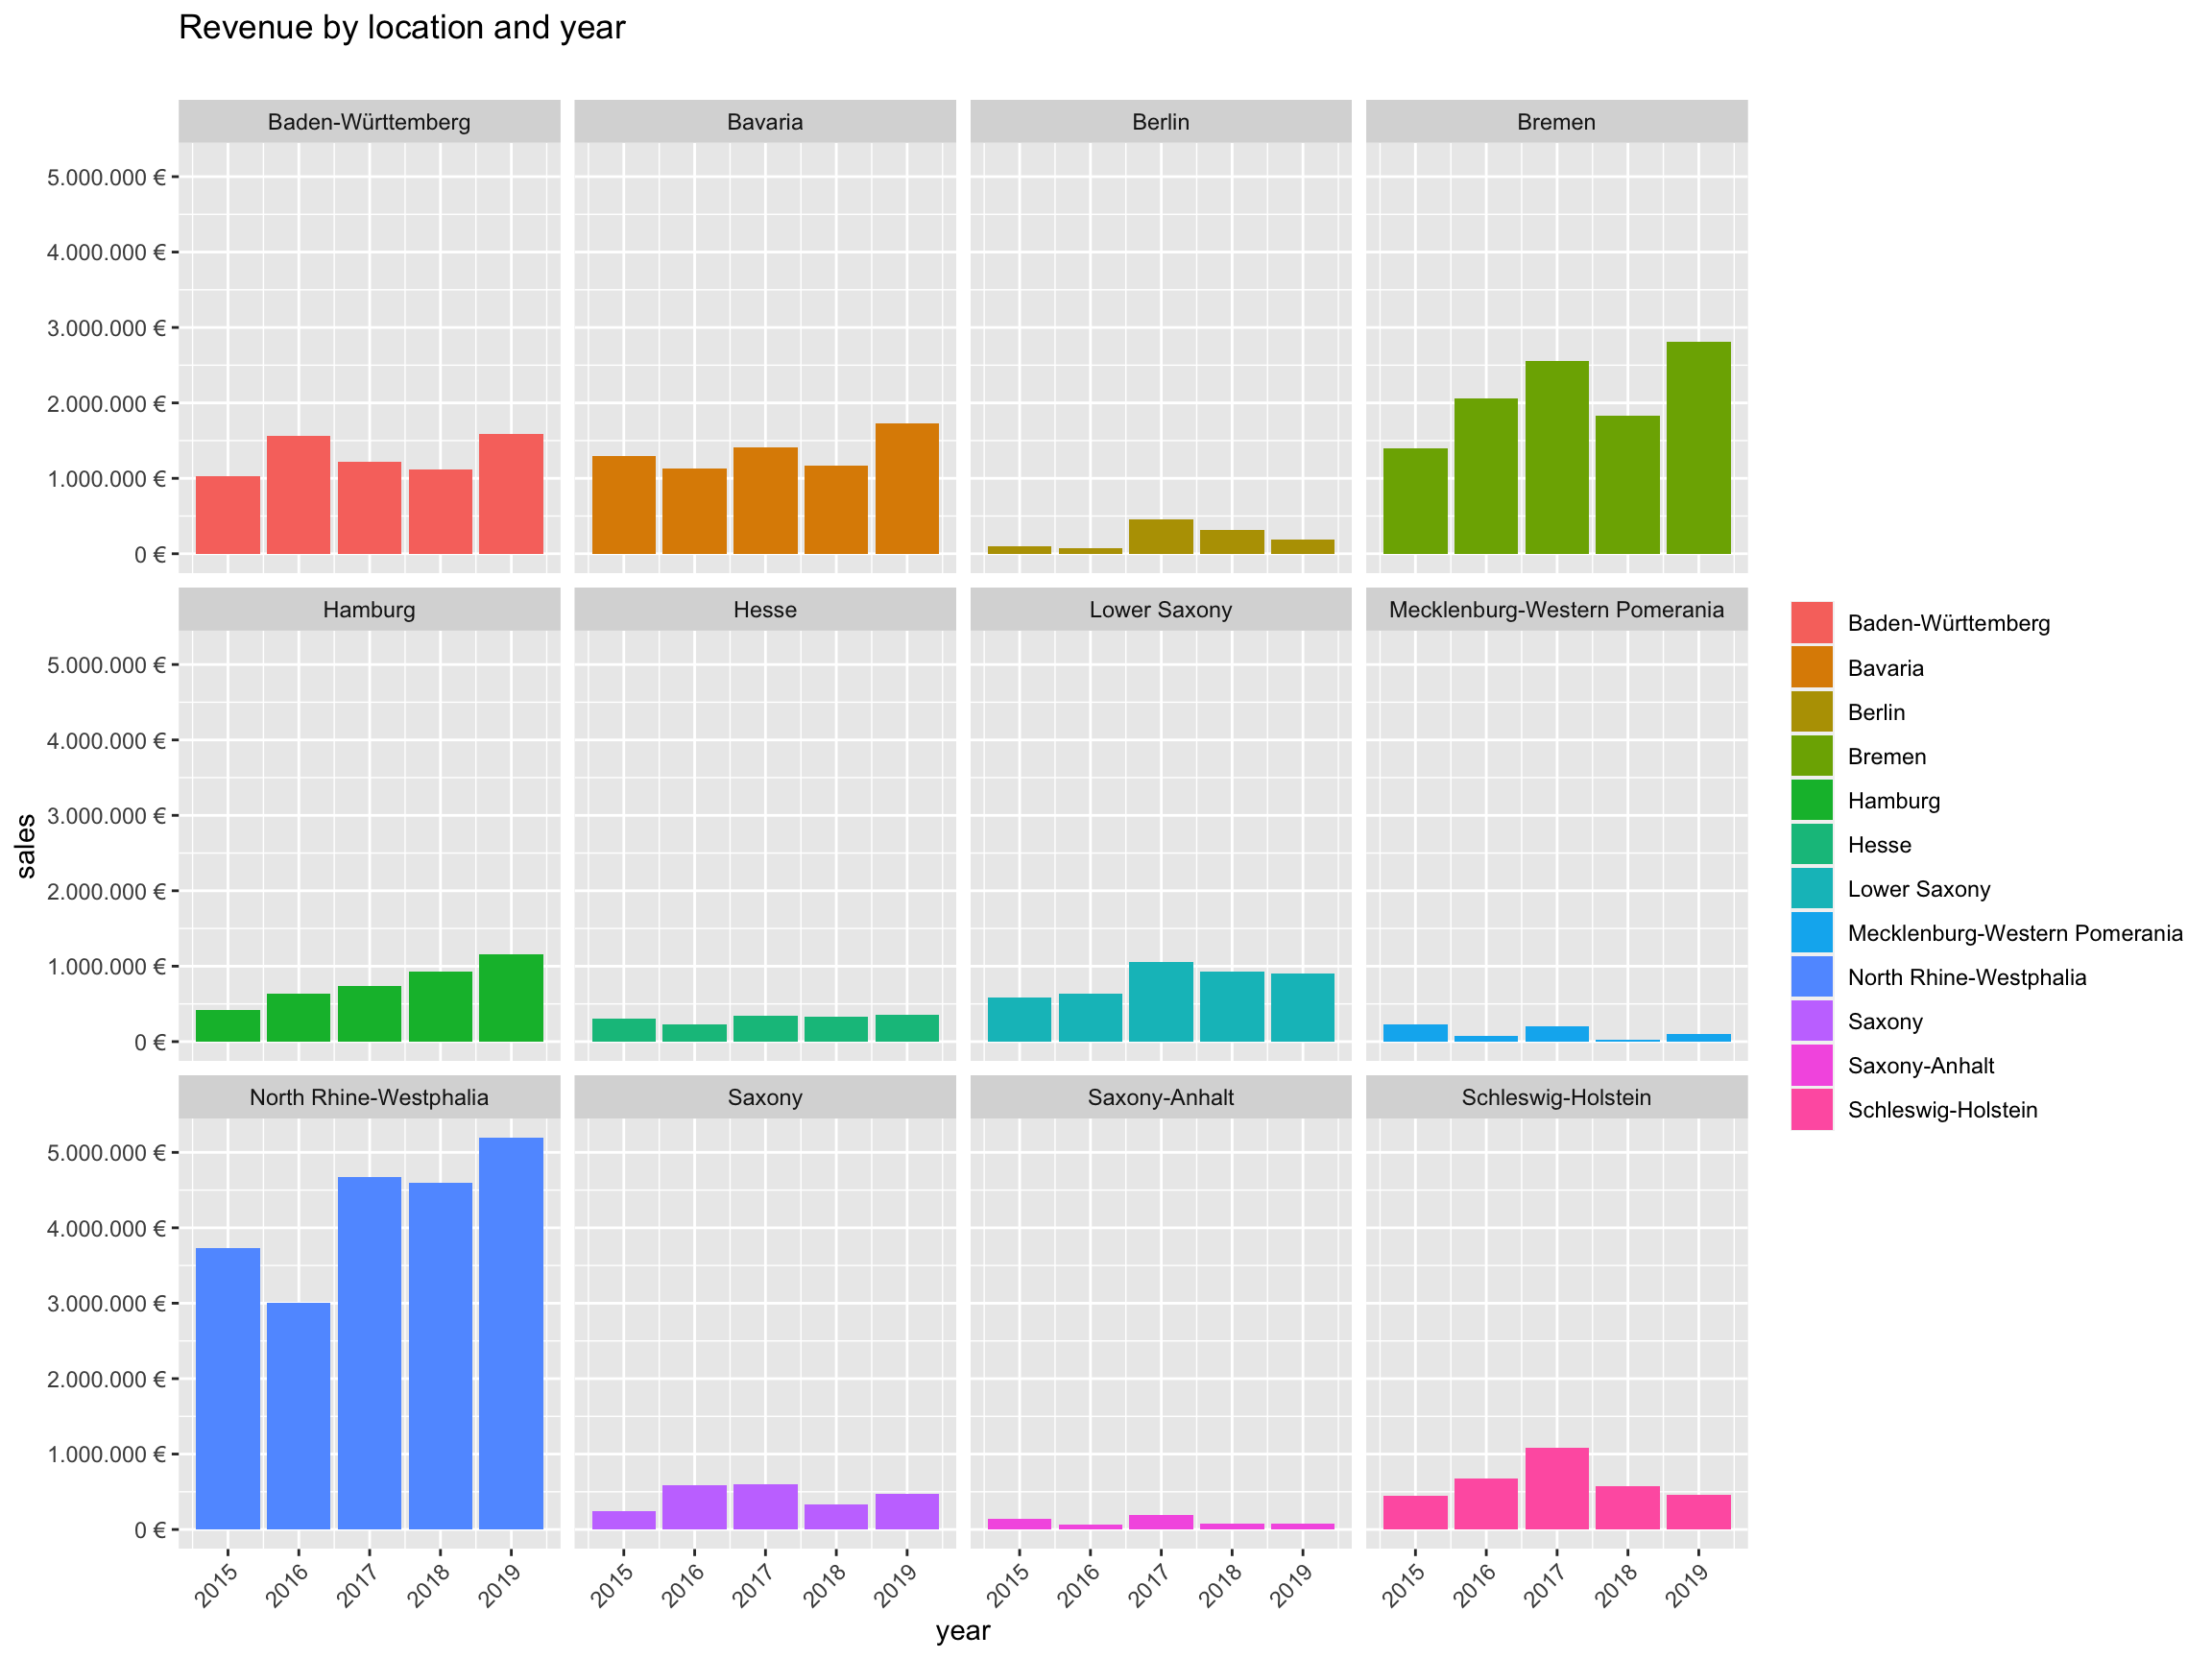 Revenue by location and year
Baden-Württemberg
Bavaria
Berlin
Bremen
5.000.000 €
4.000.000 €
3.000.000 €
2.000.000 €
1.000.000 €
0 €
Hamburg
Hesse
Lower Saxony
Mecklenburg-Western Pomerania
5.000.000 €
4.000.000 €
3.000.000 €
2.000.000 €
1.000.000 €
0 €
North Rhine-Westphalia
Saxony
Saxony-Anhalt
Schleswig-Holstein
5.000.000 €
4.000.000 €
3.000.000 €
2.000.000 €
1.000.000 €
0 €
2015 2016 2017 2018 2019
2015 2016 2017 2018 2019
2015 2016 2017 2018 2019
2015 2016 2017 2018 2019
year
sales
Baden-Württemberg
Bavaria
Berlin
Bremen
Hamburg
Hesse
Lower Saxony
Mecklenburg-Western Pomerania
North Rhine-Westphalia
Saxony
Saxony-Anhalt
Schleswig-Holstein